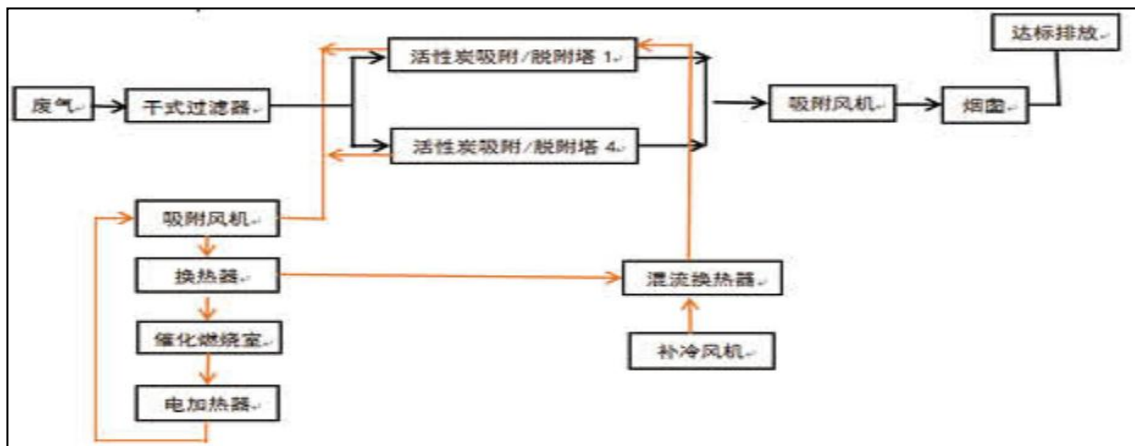 达标排放
活性炭吸附/脱附塔 1
废气
干式过滤器
吸附风机
烟囱
活性炭吸附/脱附塔 4
吸附风机
换热器
混流换热器
催化燃烧室
补冷风机
电加热器